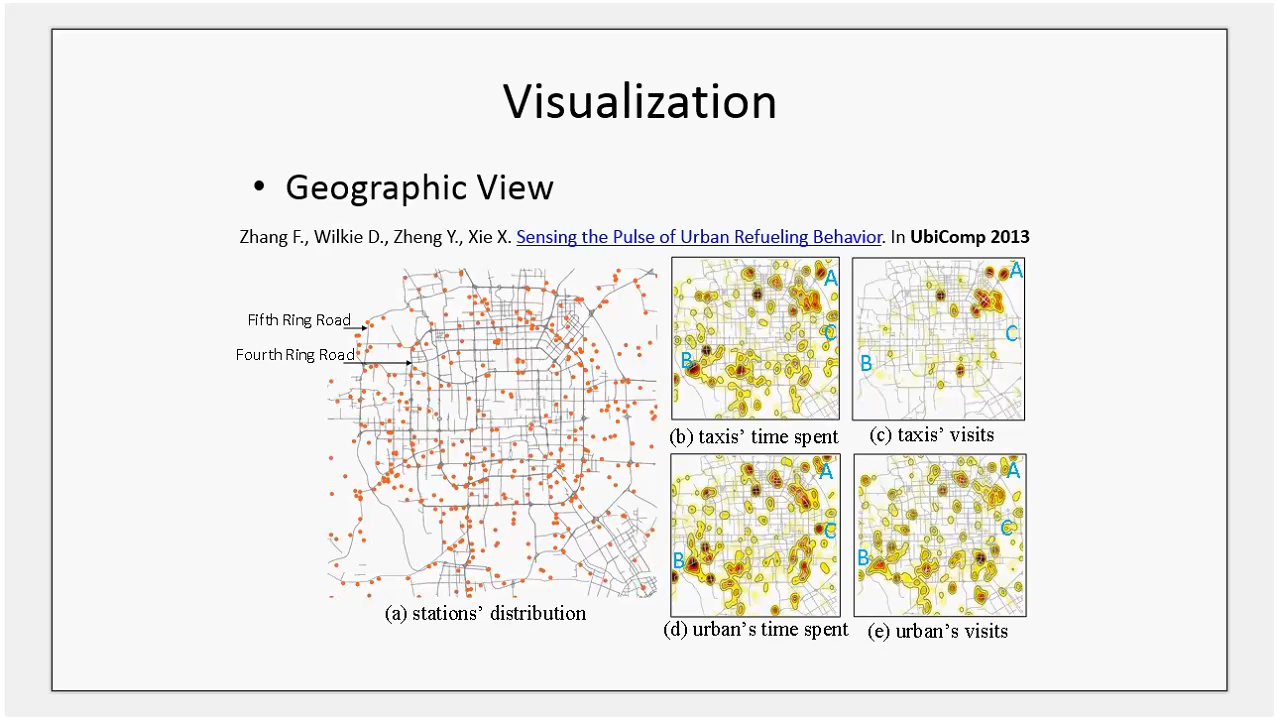 Visualization
• Geographic View
Zhang F., Wilkie D., Zheng Y., Xie X. Sensing the Pulse of Urban Refueling Behavior. In UbiComp 2013
Fifth Ring Road
Fourth Ring Road
(a) stations' distribution
A
B
C
(b) taxis' time spent
A
B
C
(c) taxis' visits
A
B
C
(d) urban's time spent
A
B
C
(e) urban's visits